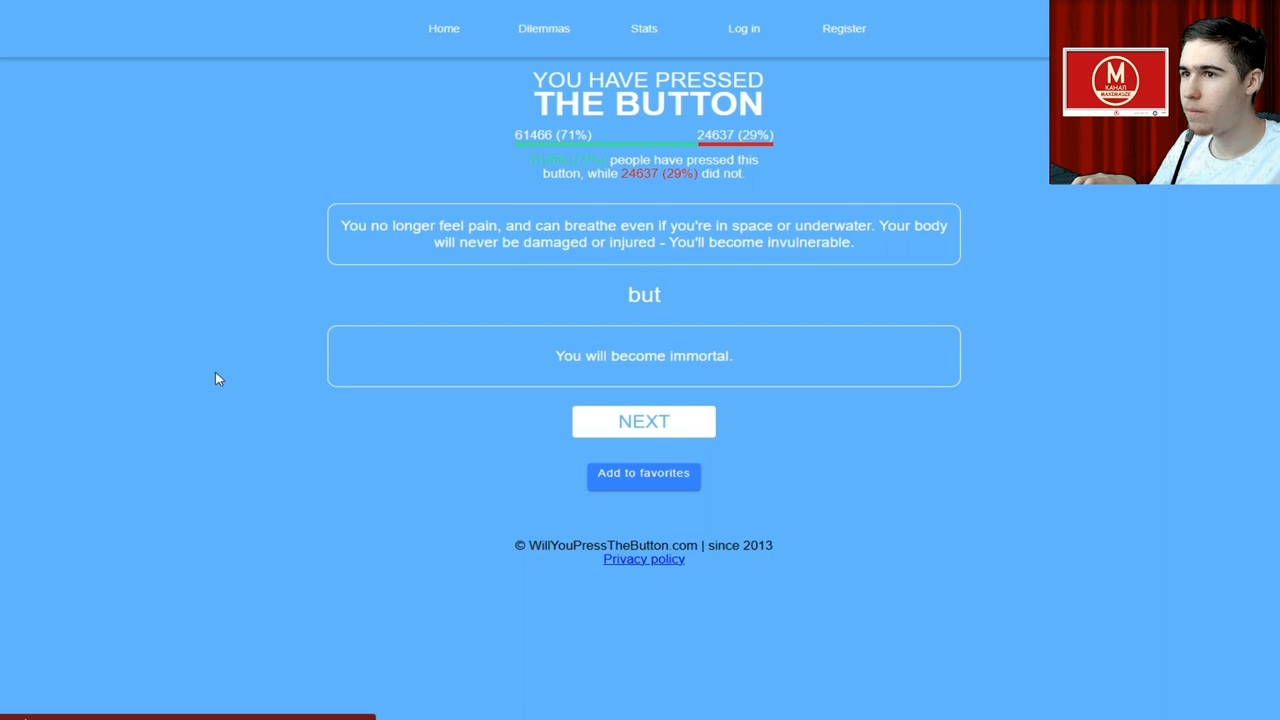 Home Dilemmas Stats Log in Register
YOU HAVE PRESSED
THE BUTTON
61466 (71%) 24637 (29%)
people have pressed this
button, while 24637 (29%) did not.
You no longer feel pain, and can breathe even if you're in space or underwater. Your body
will never be damaged or injured - You'll become invulnerable.
but
You will become immortal.
NEXT
Add to favorites
© WillYouPressTheButton.com | since 2013
Privacy policy
М
КАНАЛ
MAXIMADZE